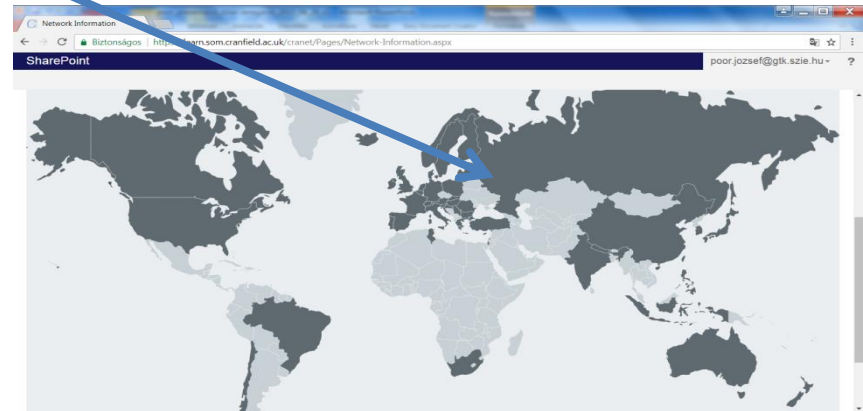 Network Information
Biztonságos | https://learn.som.cranfield.ac.uk/cranet/Pages/Network-Information.aspx
SharePoint
poor.jozsef@gtk.szie.hu
?